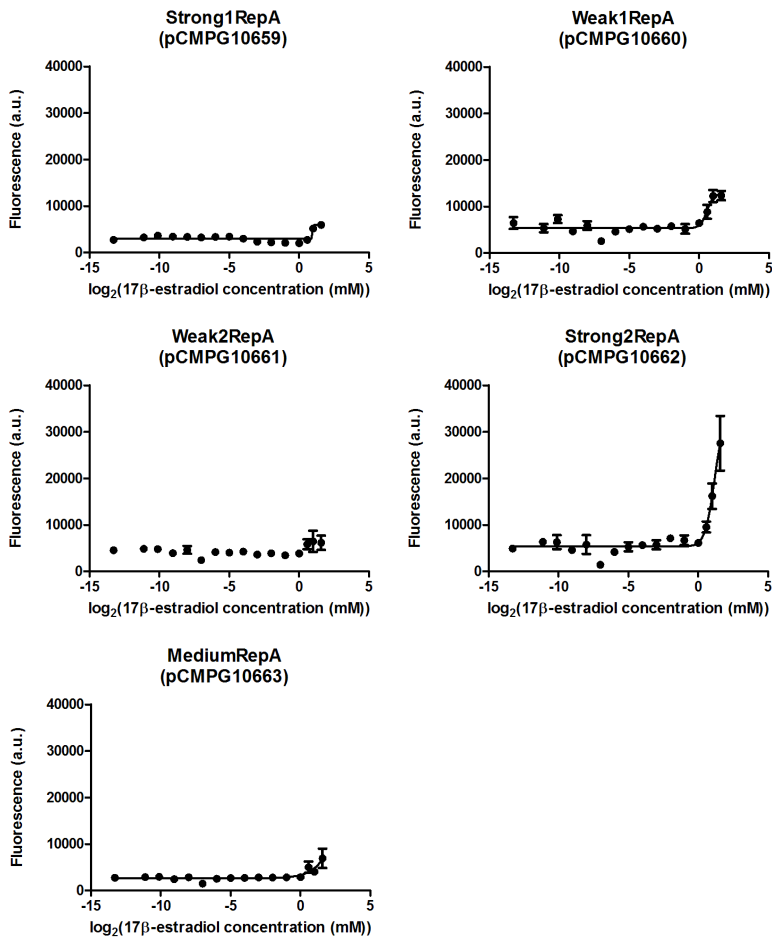 Strong1RepA
(pCMPG10659)
Fluorescence (a.u.)
40000
30000
20000
10000
0
-15
-10
-5
0
5
log₂(17β-estradiol concentration (mM))
Weak1RepA
(pCMPG10660)
Fluorescence (a.u.)
40000
30000
20000
10000
0
-15
-10
-5
0
5
log₂(17β-estradiol concentration (mM))
Weak2RepA
(pCMPG10661)
Fluorescence (a.u.)
40000
30000
20000
10000
0
-15
-10
-5
0
5
log₂(17β-estradiol concentration (mM))
Strong2RepA
(pCMPG10662)
Fluorescence (a.u.)
40000
30000
20000
10000
0
-15
-10
-5
0
5
log₂(17β-estradiol concentration (mM))
MediumRepA
(pCMPG10663)
Fluorescence (a.u.)
40000
30000
20000
10000
0
-15
-10
-5
0
5
log₂(17β-estradiol concentration (mM))